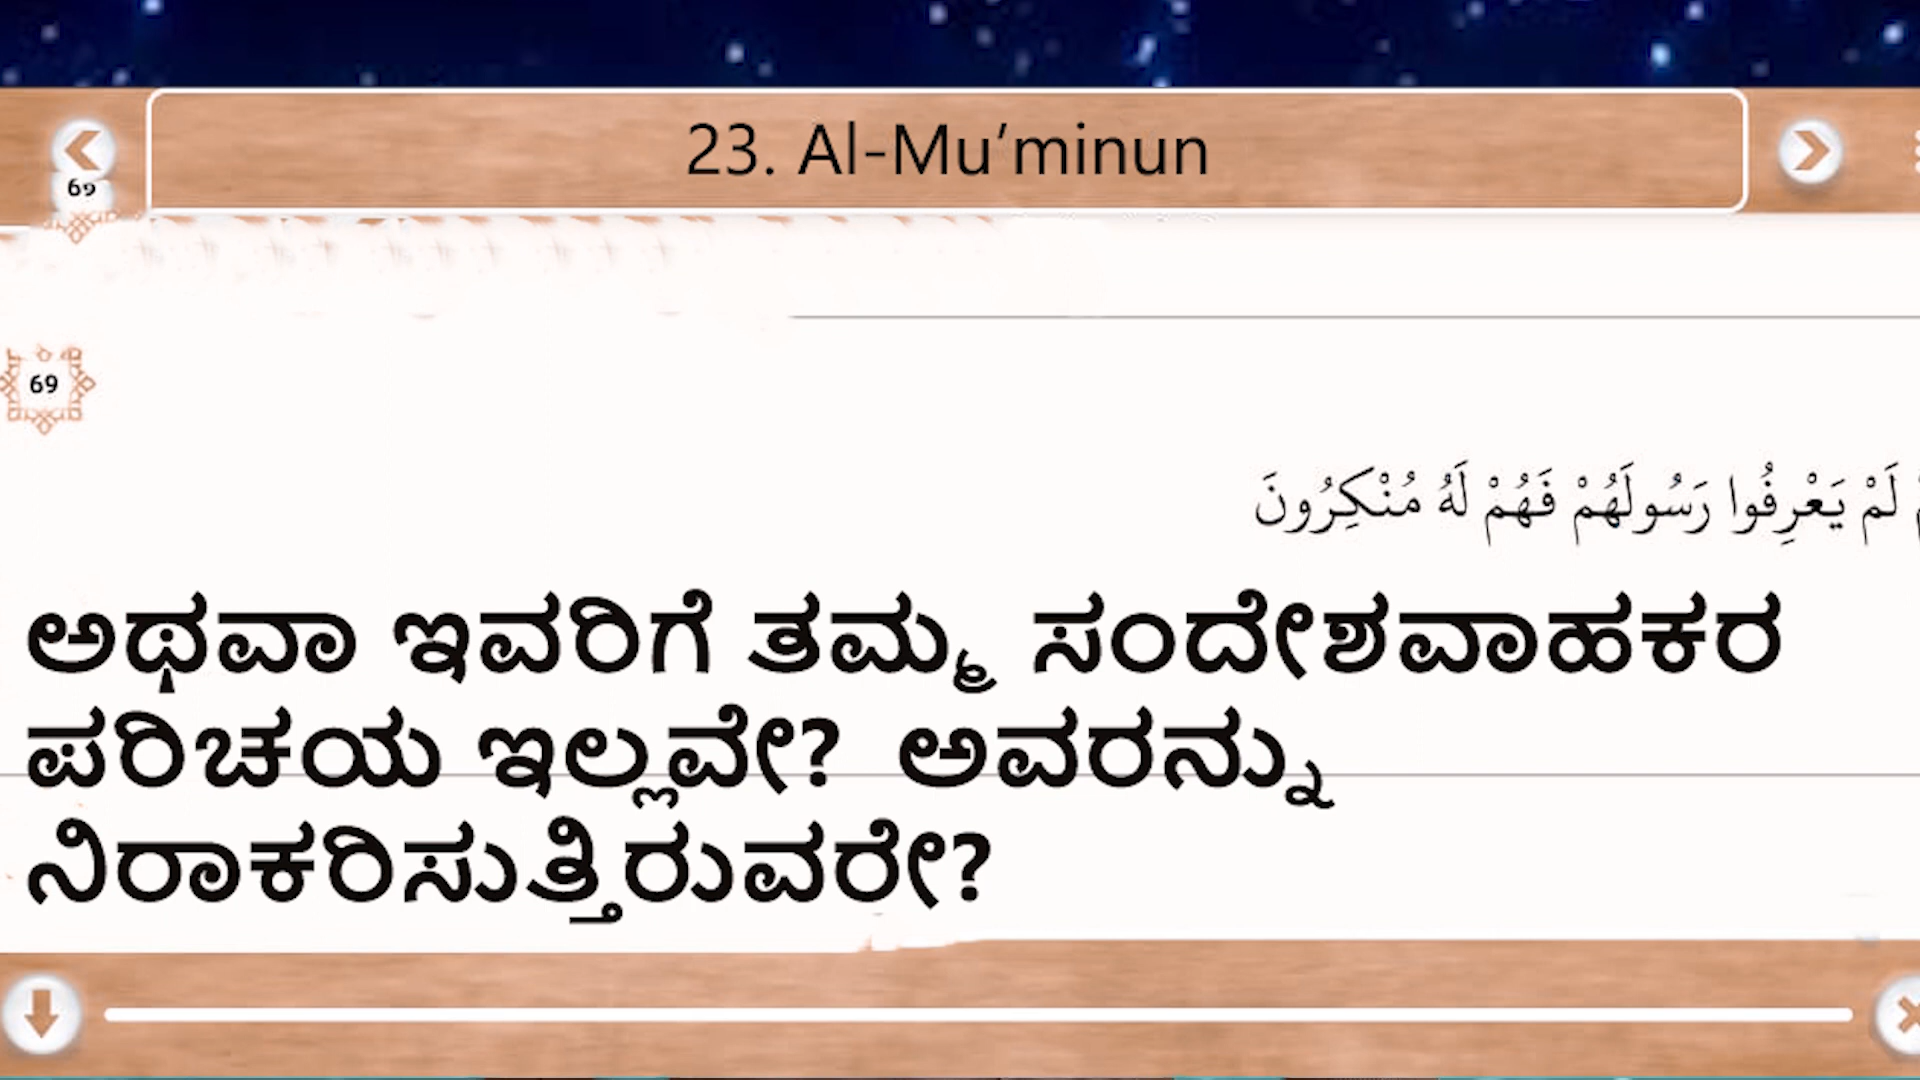 23. Al-Mu’minun
69
69
لَمْ يَعْرِفُوا رَسُولَهُمْ فَهُمْ لَهُ مُنْكِرُونَ
ಅಥವಾ ಇವರಿಗೆ ತಮ್ಮ ಸಂದೇಶವಾಹಕರ
ಪರಿಚಯ ಇಲ್ಲವೇ? ಅವರನ್ನು
ನಿರಾಕರಿಸುತ್ತಿರುವರೇ?